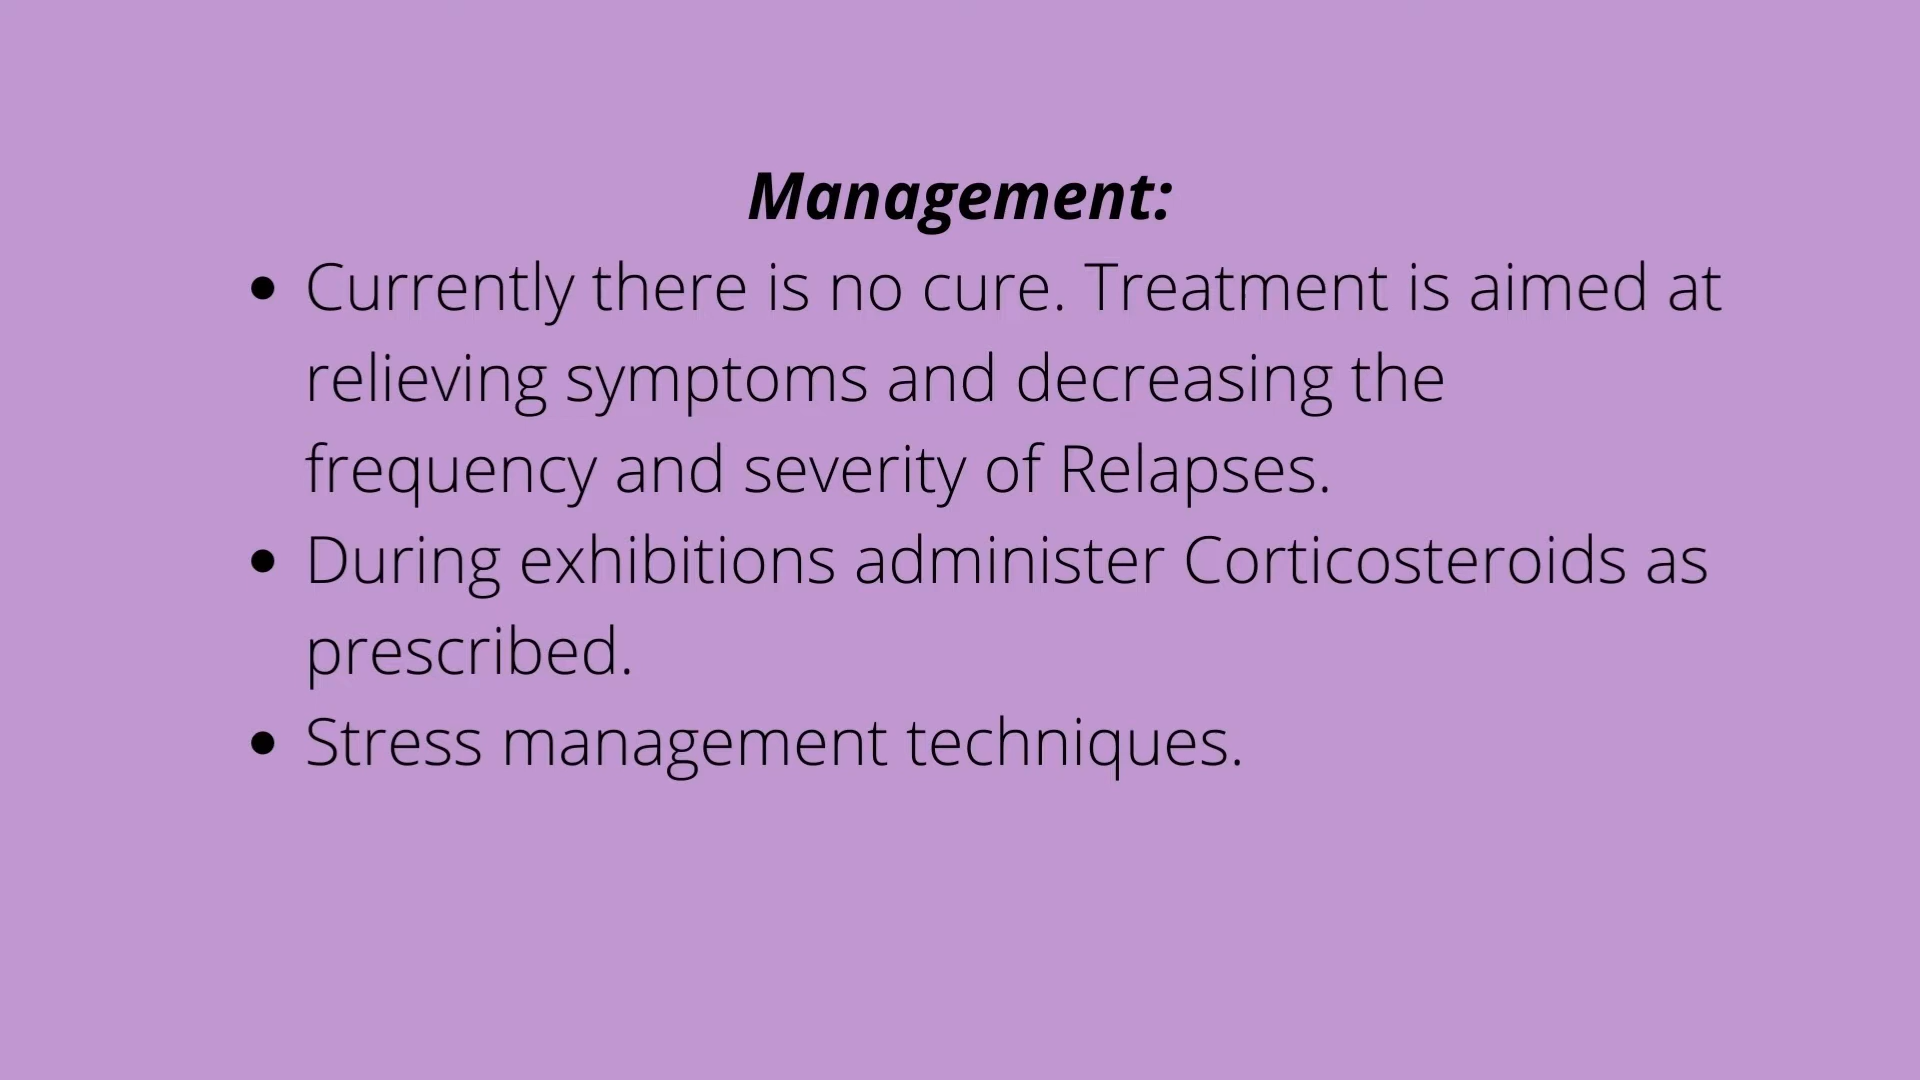 Management:
• Currently there is no cure. Treatment is aimed at
relieving symptoms and decreasing the
frequency and severity of Relapses.
• During exhibitions administer Corticosteroids as
prescribed.
• Stress management techniques.